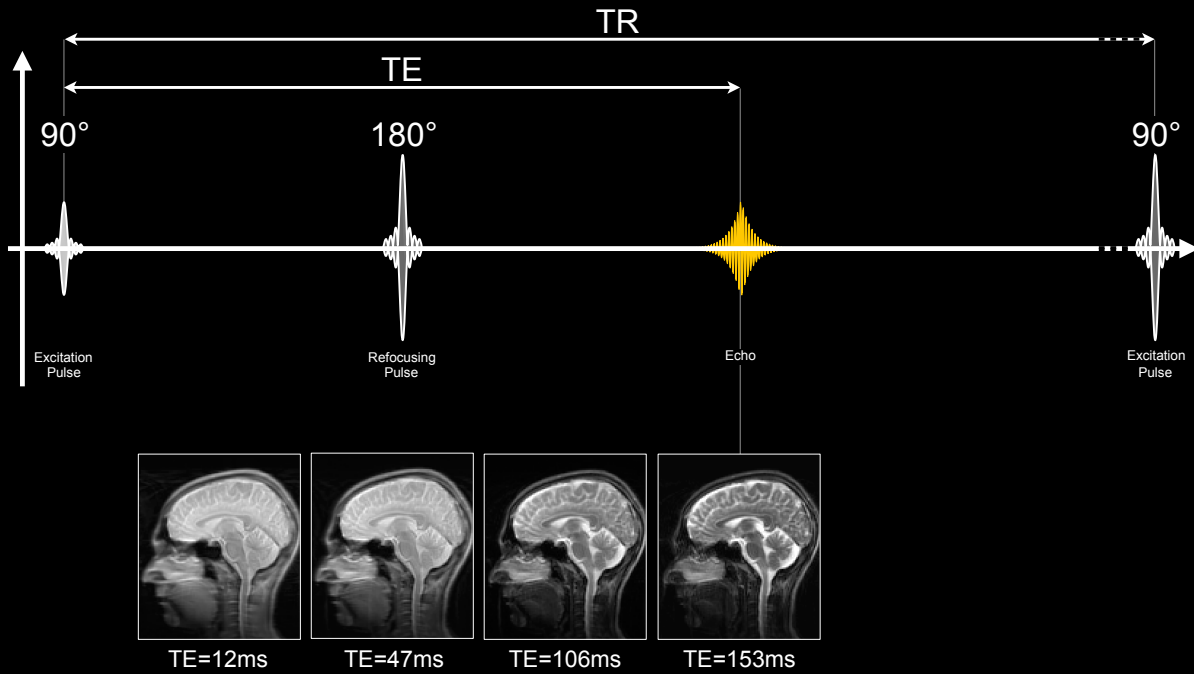 TR
TE
90°
180°
90°
Excitation
Pulse
Refocusing
Pulse
Echo
Excitation
Pulse
TE=12ms
TE=47ms
TE=106ms
TE=153ms